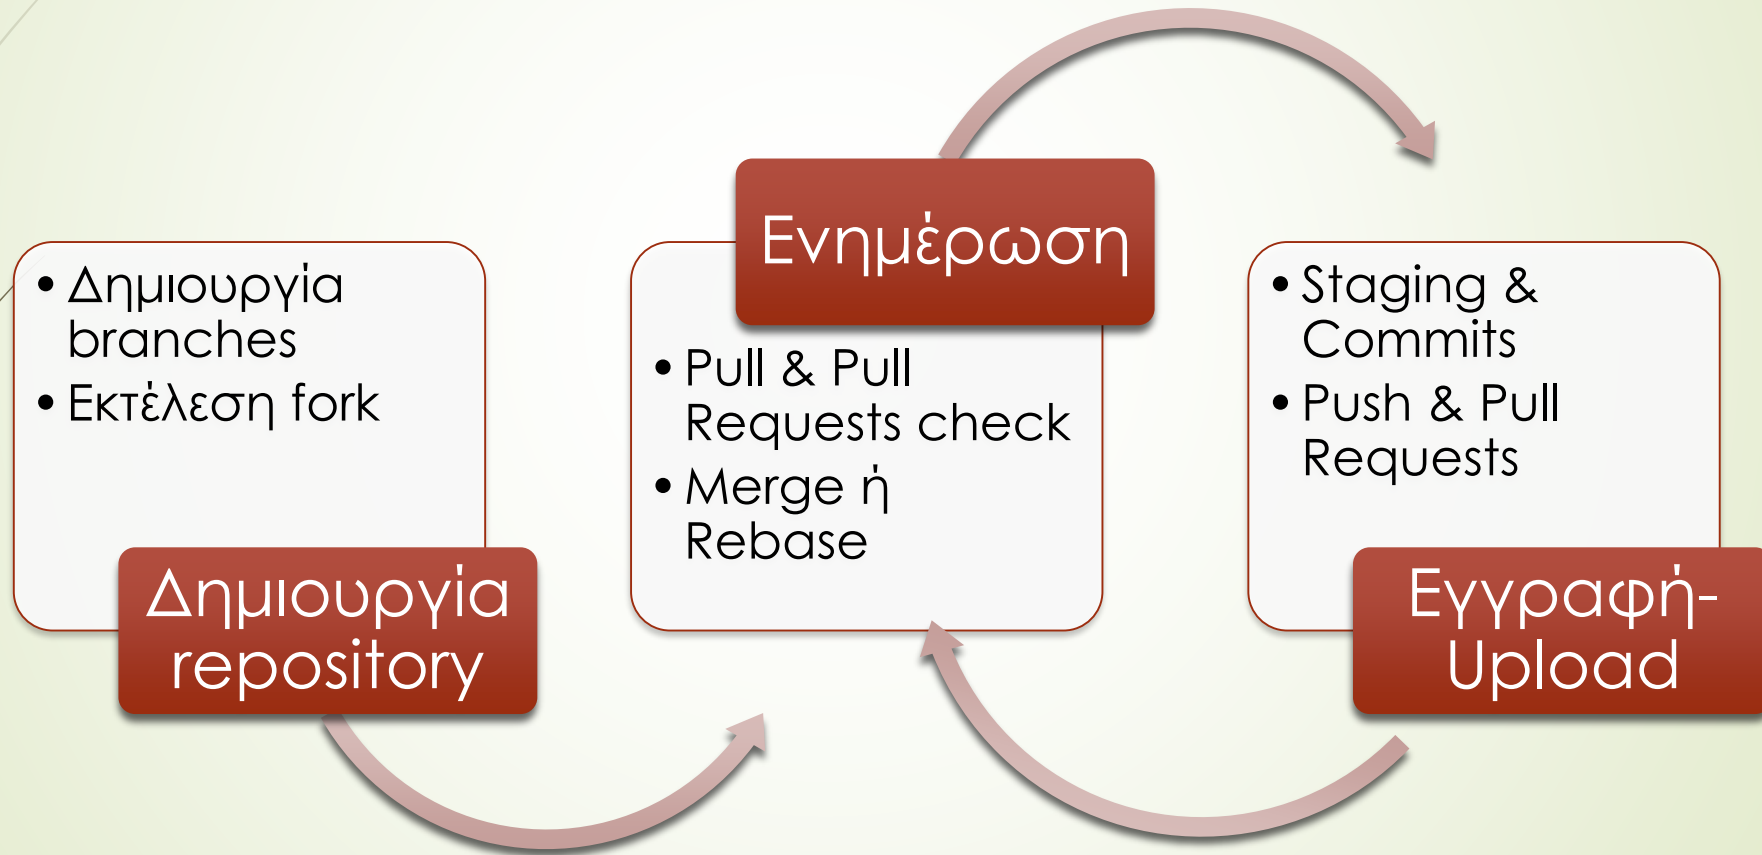 • Δημιουργία
branches
• Εκτέλεση fork
Δημιουργία
repository
Ενημέρωση
• Pull & Pull
Requests check
• Merge ή
Rebase
• Staging &
Commits
• Push & Pull
Requests
Εγγραφή-
Upload